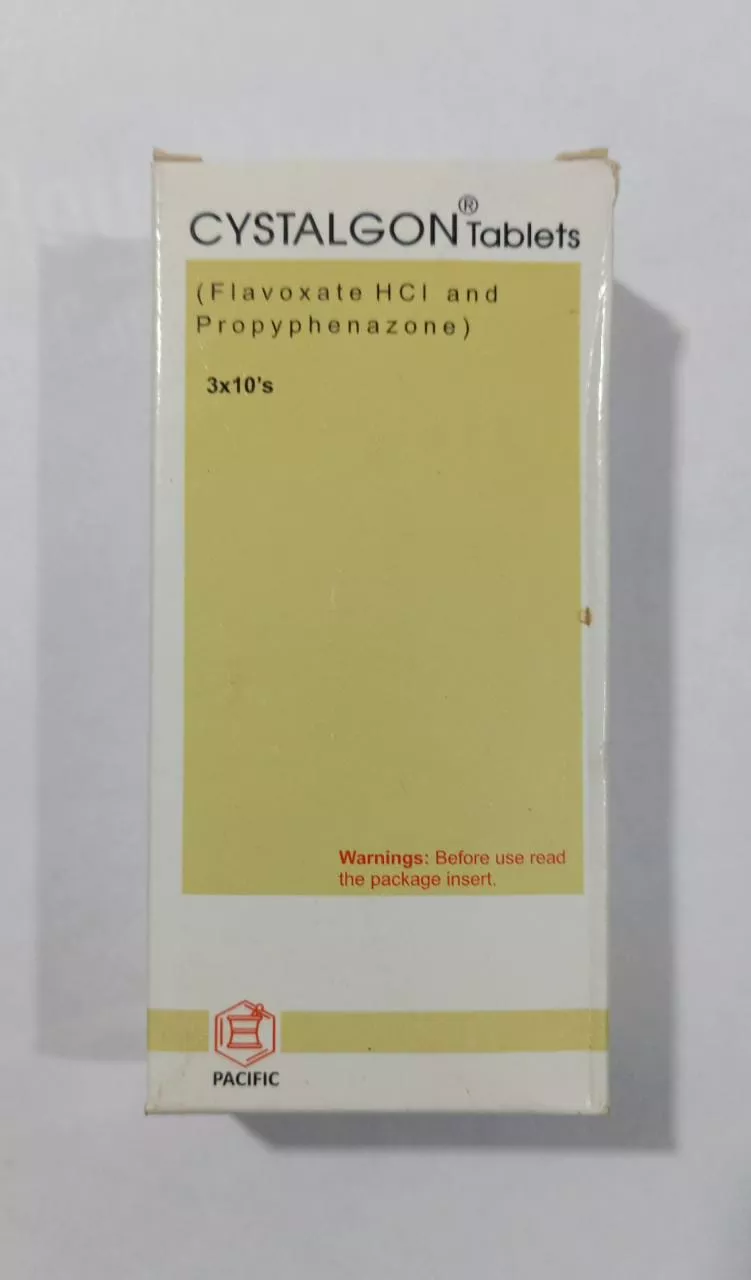 CYSTALGON® Tablets
(Flavoxate HCl and
Propyphenazone)
3x10's
Warnings: Before use read
the package insert.
PACIFIC